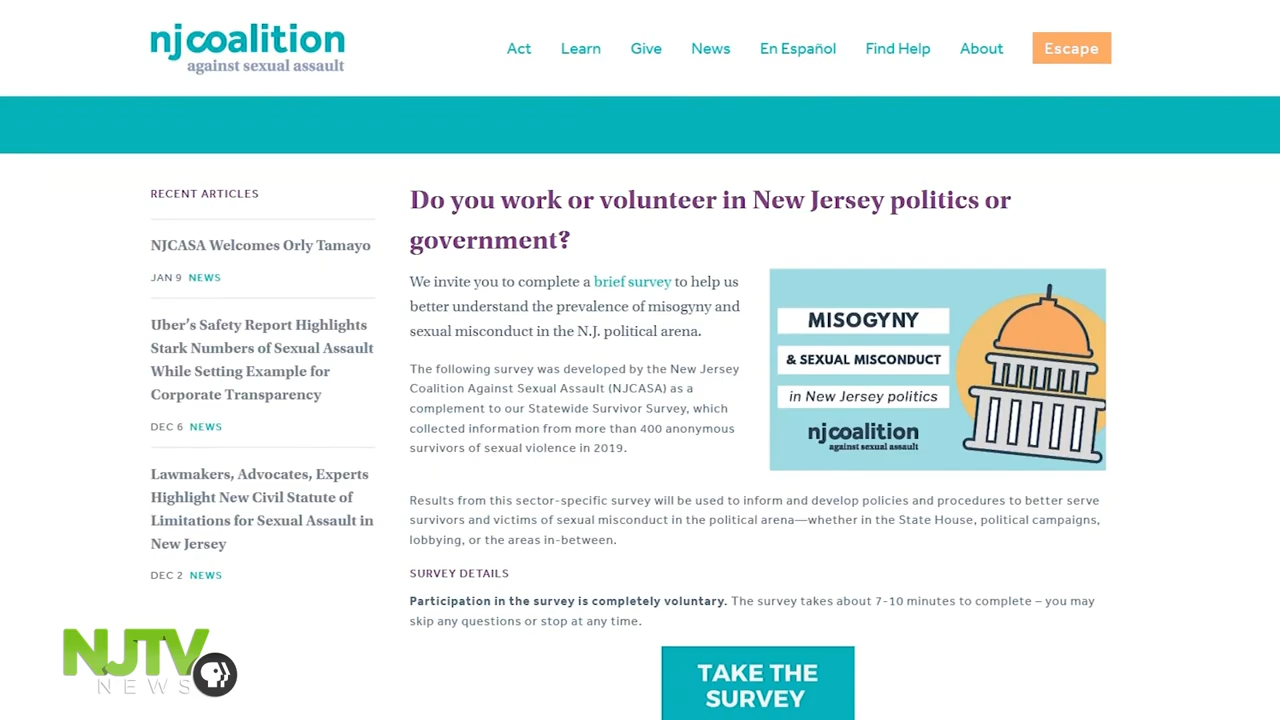 njcoalition
against sexual assault
Act Learn Give News En Español Find Help About Escape
RECENT ARTICLES
NJCASA Welcomes Orly Tamayo
JAN 9 NEWS
Uber's Safety Report Highlights
Stark Numbers of Sexual Assault
While Setting Example for
Corporate Transparency
DEC 6 NEWS
Lawmakers, Advocates, Experts
Highlight New Civil Statute of
Limitations for Sexual Assault in
New Jersey
DEC 2 NEWS
Do you work or volunteer in New Jersey politics or
government?
We invite you to complete a brief survey to help us
better understand the prevalence of misogyny and
sexual misconduct in the N.J. political arena.
The following survey was developed by the New Jersey
Coalition Against Sexual Assault (NJCASA) as a
complement to our Statewide Survivor Survey, which
collected information from more than 400 anonymous
survivors of sexual violence in 2019.
MISOGYNY
& SEXUAL MISCONDUCT
in New Jersey politics
njcoalition
against sexual assault
Results from this sector-specific survey will be used to inform and develop policies and procedures to better serve
survivors and victims of sexual misconduct in the political arena—whether in the State House, political campaigns,
lobbying, or the areas in-between.
SURVEY DETAILS
Participation in the survey is completely voluntary. The survey takes about 7-10 minutes to complete – you may
skip any questions or stop at any time.
TAKE THE
SURVEY
NJTV
NEWS